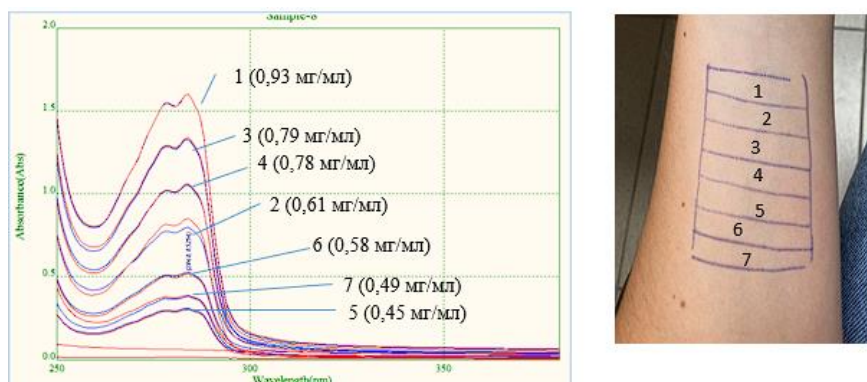 Sample-8
2.0
1.5
1.0
0.5
0.0
Absorbance(Abs)
250
300
350
Wavelength(nm)
1 (0,93 мг/мл)
3 (0,79 мг/мл)
4 (0,78 мг/мл)
2 (0,61 мг/мл)
6 (0,58 мг/мл)
7 (0,49 мг/мл)
5 (0,45 мг/мл)
1
2
3
4
5
6
7